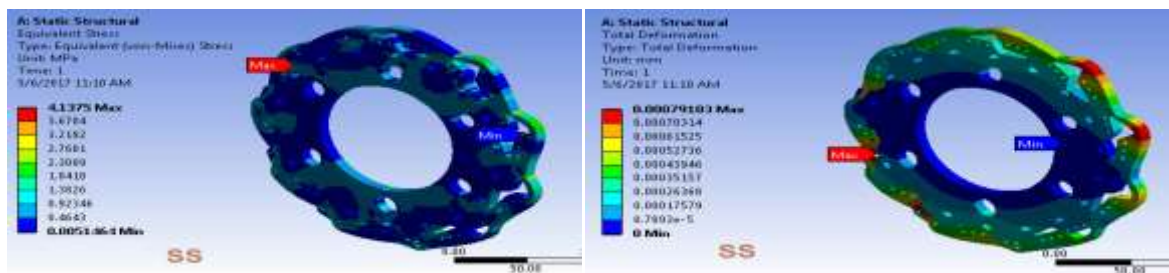 A: Static Structural
Equivalent Stress
Type: Equivalent (von-Mises) Stress
Unit: MPa
Time: 1
5/6/2017 11:10 AM
4.1375 Max
3.6784
3.2192
2.7601
2.3009
1.8418
1.3826
0.92346
0.4643
0.0051464 Min
Max
Min
SS
0.00
50.00
A: Static Structural
Total Deformation
Type: Total Deformation
Unit: mm
Time: 1
5/6/2017 11:10 AM
0.00079103 Max
0.00070314
0.00061525
0.00052736
0.00043946
0.00035157
0.00026368
0.00017579
8.7892e-5
0 Min
Max
Min
SS
0.00
50.00